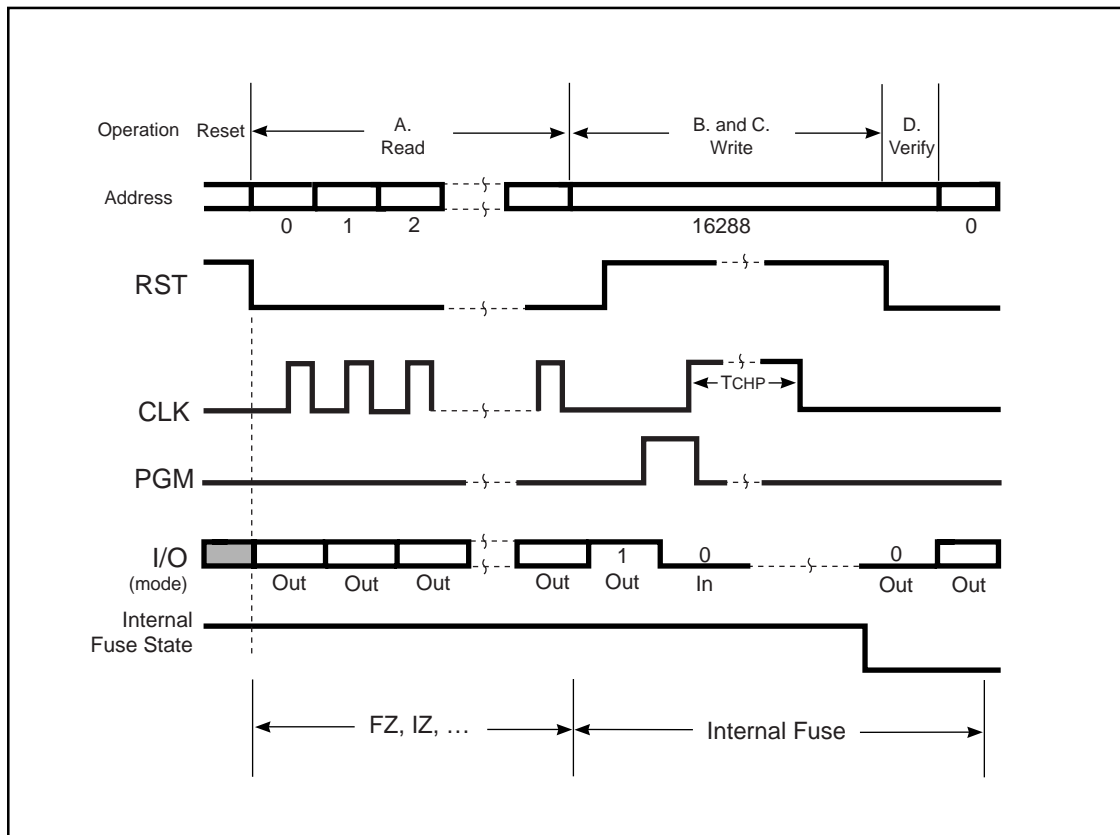 Operation Reset A. Read B. and C. Write D. Verify
Address
0 1 2 16288 0
RST
TCHP
CLK
PGM
I/O (mode)
1 0 0
Out Out Out Out Out In Out Out
Internal Fuse State
FZ, IZ, … Internal Fuse